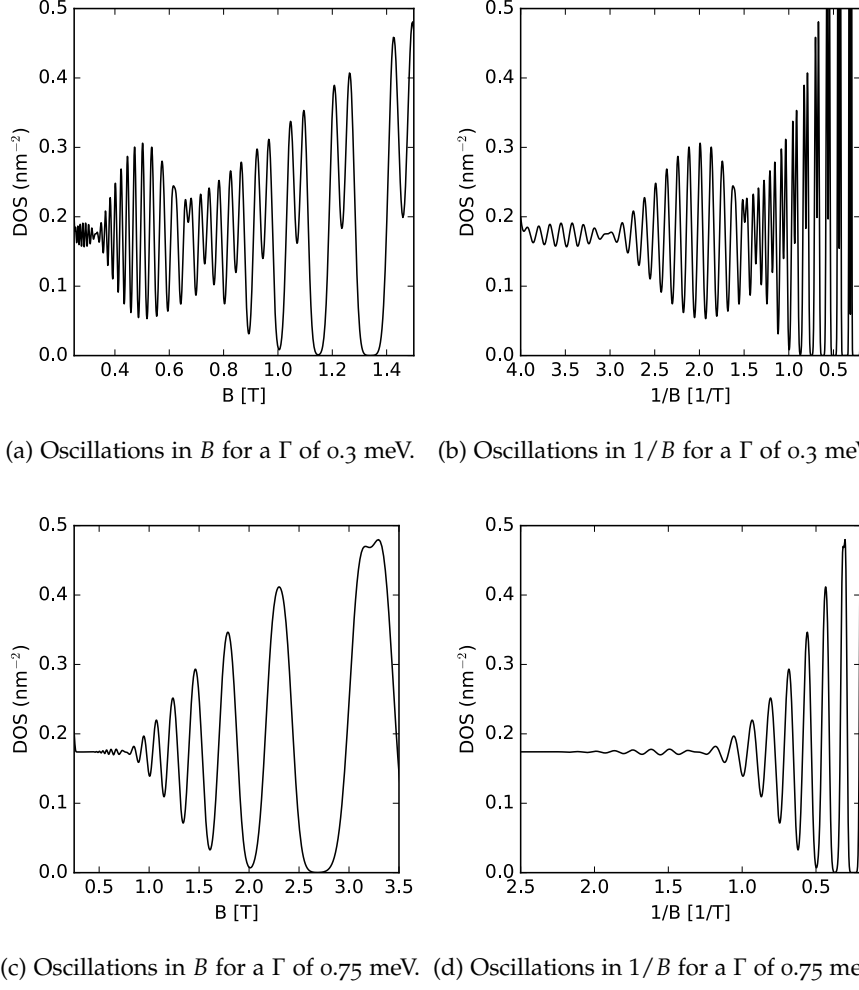 0.5
0.4
0.3
0.2
0.1
0.0
DOS (nm⁻²)
0.4 0.6 0.8 1.0 1.2 1.4
B [T]
0.5
0.4
0.3
0.2
0.1
0.0
DOS (nm⁻²)
4.0 3.5 3.0 2.5 2.0 1.5 1.0 0.5
1/B [1/T]
(a) Oscillations in B for a Γ of 0.3 meV.
(b) Oscillations in 1/B for a Γ of 0.3 meV
0.5
0.4
0.3
0.2
0.1
0.0
DOS (nm⁻²)
0.5 1.0 1.5 2.0 2.5 3.0 3.5
B [T]
0.5
0.4
0.3
0.2
0.1
0.0
DOS (nm⁻²)
2.5 2.0 1.5 1.0 0.5
1/B [1/T]
(c) Oscillations in B for a Γ of 0.75 meV.
(d) Oscillations in 1/B for a Γ of 0.75 me